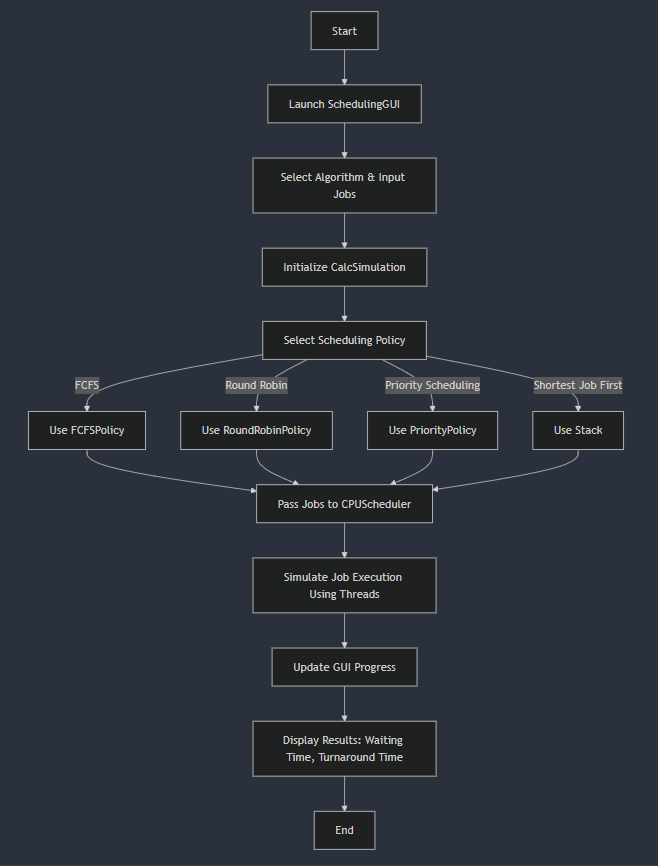 Start
Launch SchedulingGUI
Select Algorithm & Input
Jobs
Initialize CalcSimulation
Select Scheduling Policy
FCFS
Round Robin
Priority Scheduling
Shortest Job First
Use FCFSPolicy
Use RoundRobinPolicy
Use PriorityPolicy
Use Stack
Pass Jobs to CPUScheduler
Simulate Job Execution
Using Threads
Update GUI Progress
Display Results: Waiting
Time, Turnaround Time
End